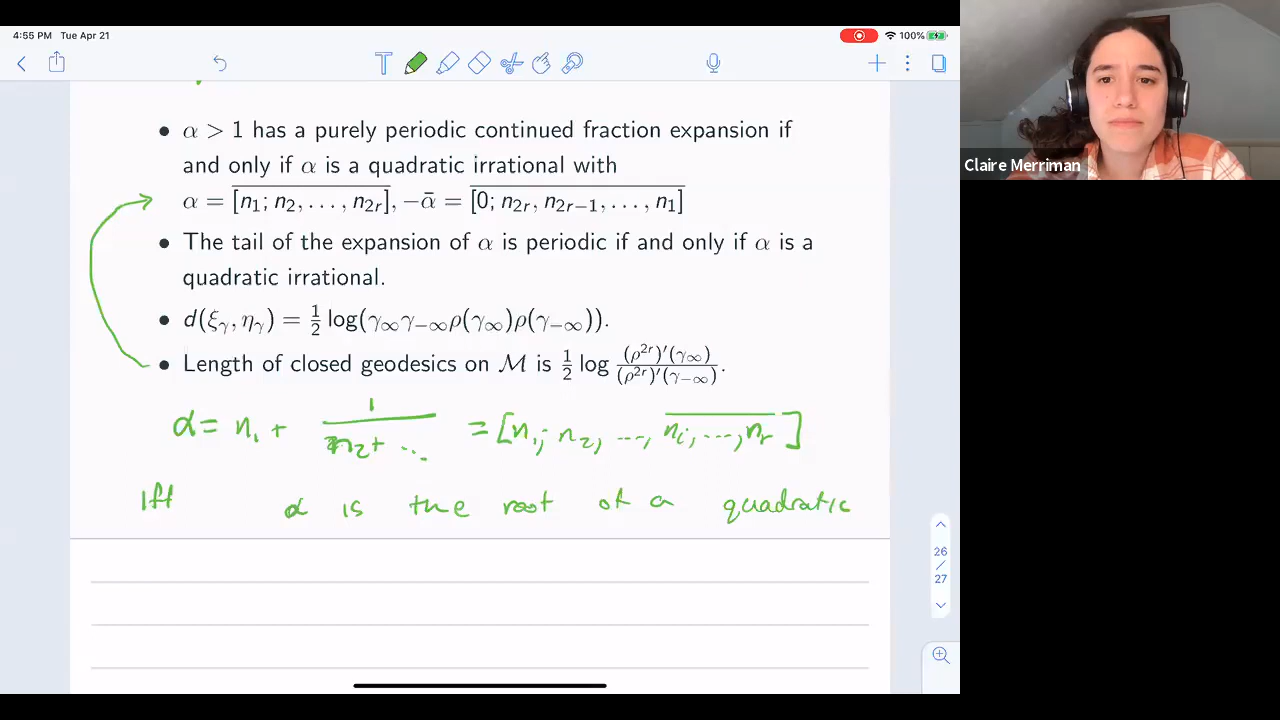 4:55 PM Tue Apr 21
100%
T
• α > 1 has a purely periodic continued fraction expansion if
and only if α is a quadratic irrational with
α = [n₁; n₂, . . . , n₂ᵣ], −ᾱ = [0; n₂ᵣ, n₂ᵣ₋₁, . . . , n₁]
• The tail of the expansion of α is periodic if and only if α is a
quadratic irrational.
• d(ξ_γ, η_γ) = ½ log(γ_∞γ_−∞ρ(γ_∞)ρ(γ_−∞)).
• Length of closed geodesics on ℳ is ½ log (ρ²ʳ)′(γ_∞)/(ρ²ʳ)′(γ_−∞).
α = n₁ + 1/(n₂+ ...) = [n₁; n₂, ..., nᵢ, ..., nᵣ]
Iff α is the root of a quadratic
26
/
27
Claire Merriman